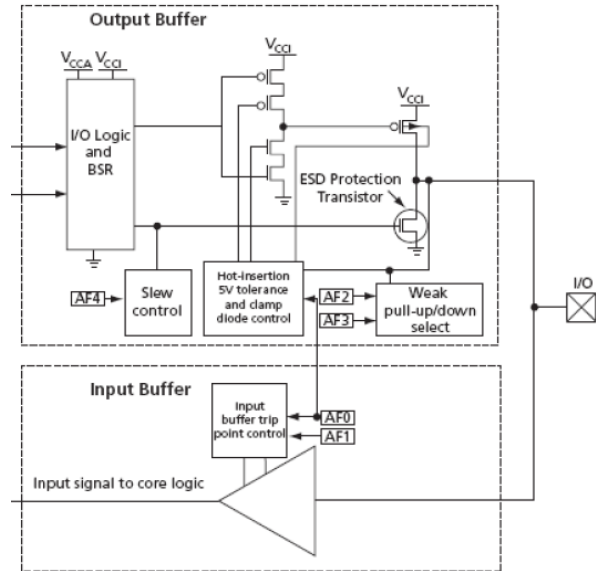 Output Buffer
VCCA VCCI
VCCI
VCCI
I/O Logic
and
BSR
ESD Protection
Transistor
AF4
Slew
control
Hot-insertion
5V tolerance
and clamp
diode control
AF2
AF3
Weak
pull-up/down
select
I/O
Input Buffer
Input
buffer trip
point control
AF0
AF1
Input signal to core logic